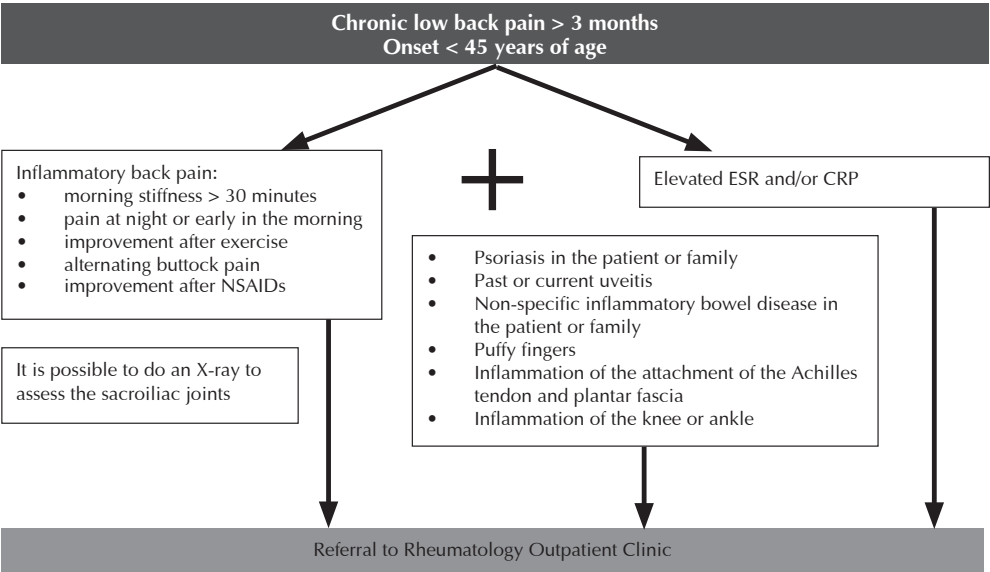 Chronic low back pain > 3 months
Onset < 45 years of age
Inflammatory back pain:
• morning stiffness > 30 minutes
• pain at night or early in the morning
• improvement after exercise
• alternating buttock pain
• improvement after NSAIDs
It is possible to do an X-ray to
assess the sacroiliac joints
+
Elevated ESR and/or CRP
• Psoriasis in the patient or family
• Past or current uveitis
• Non-specific inflammatory bowel disease in
the patient or family
• Puffy fingers
• Inflammation of the attachment of the Achilles
tendon and plantar fascia
• Inflammation of the knee or ankle
Referral to Rheumatology Outpatient Clinic